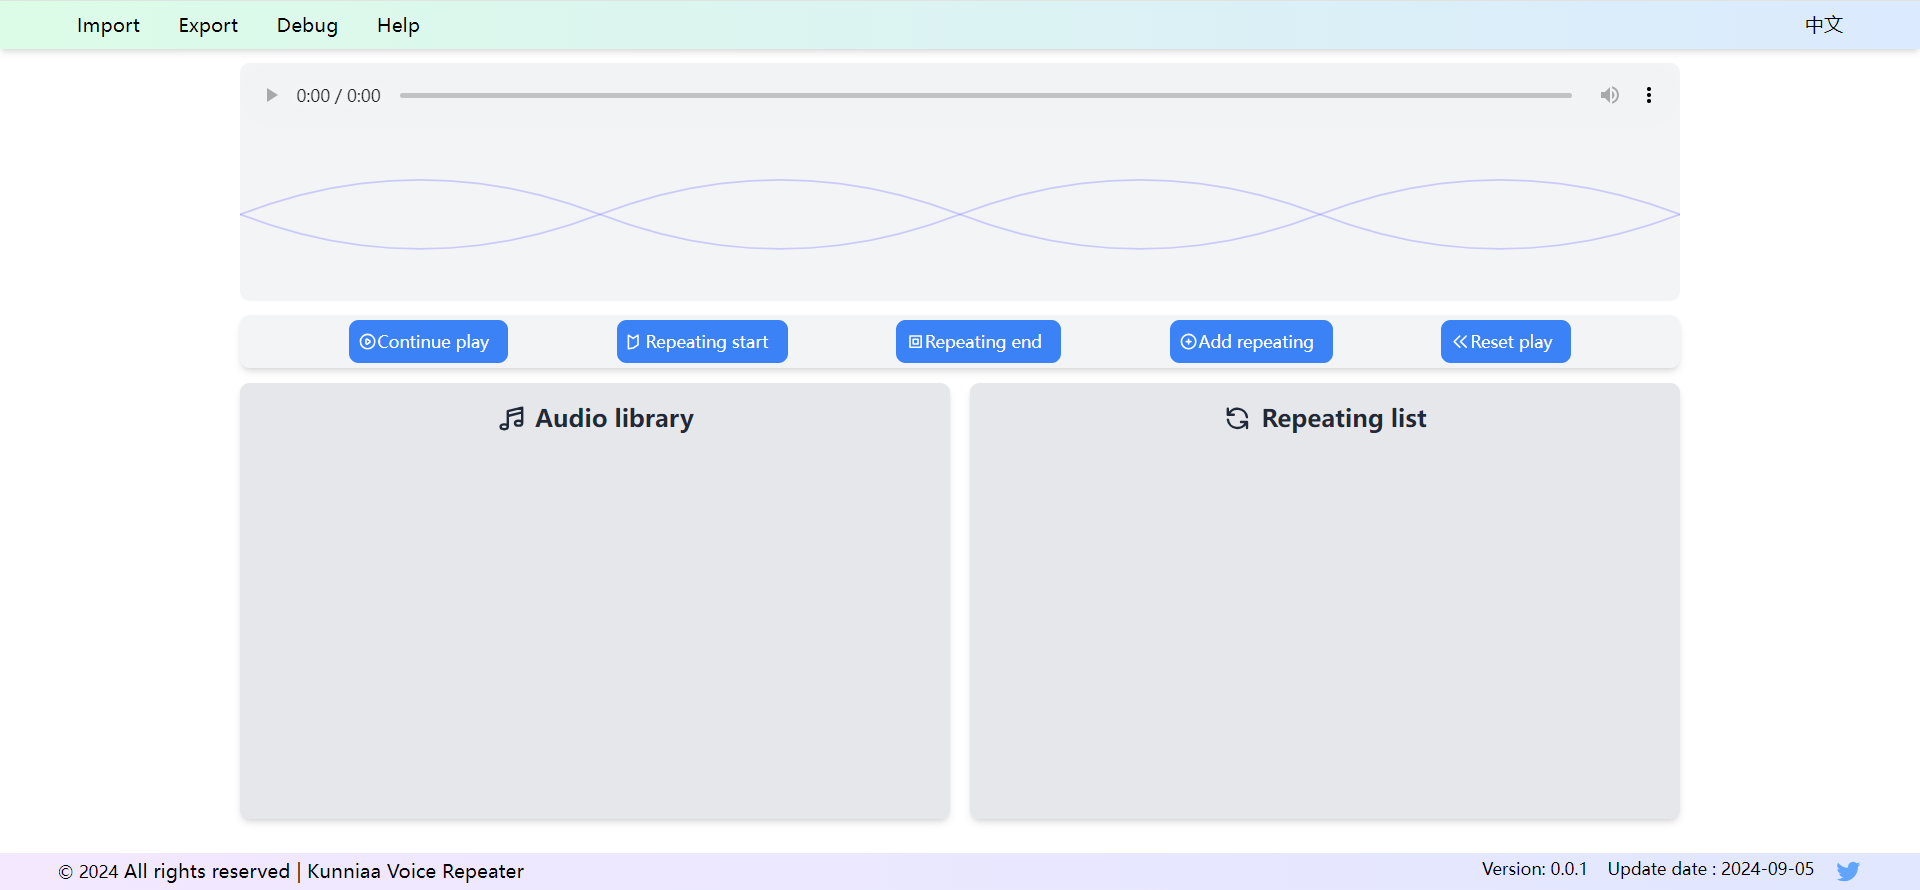 Import Export Debug Help 中文
0:00 / 0:00
Continue play Repeating start Repeating end Add repeating Reset play
Audio library Repeating list
© 2024 All rights reserved | Kunniaa Voice Repeater Version: 0.0.1 Update date : 2024-09-05